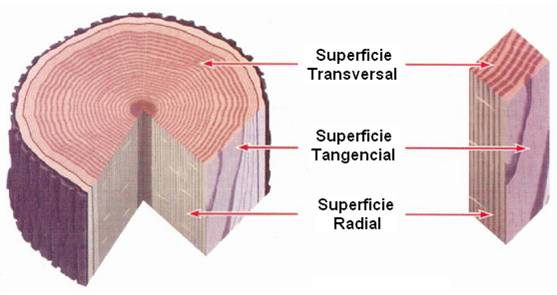 Superficie
Transversal
Superficie
Tangencial
Superficie
Radial